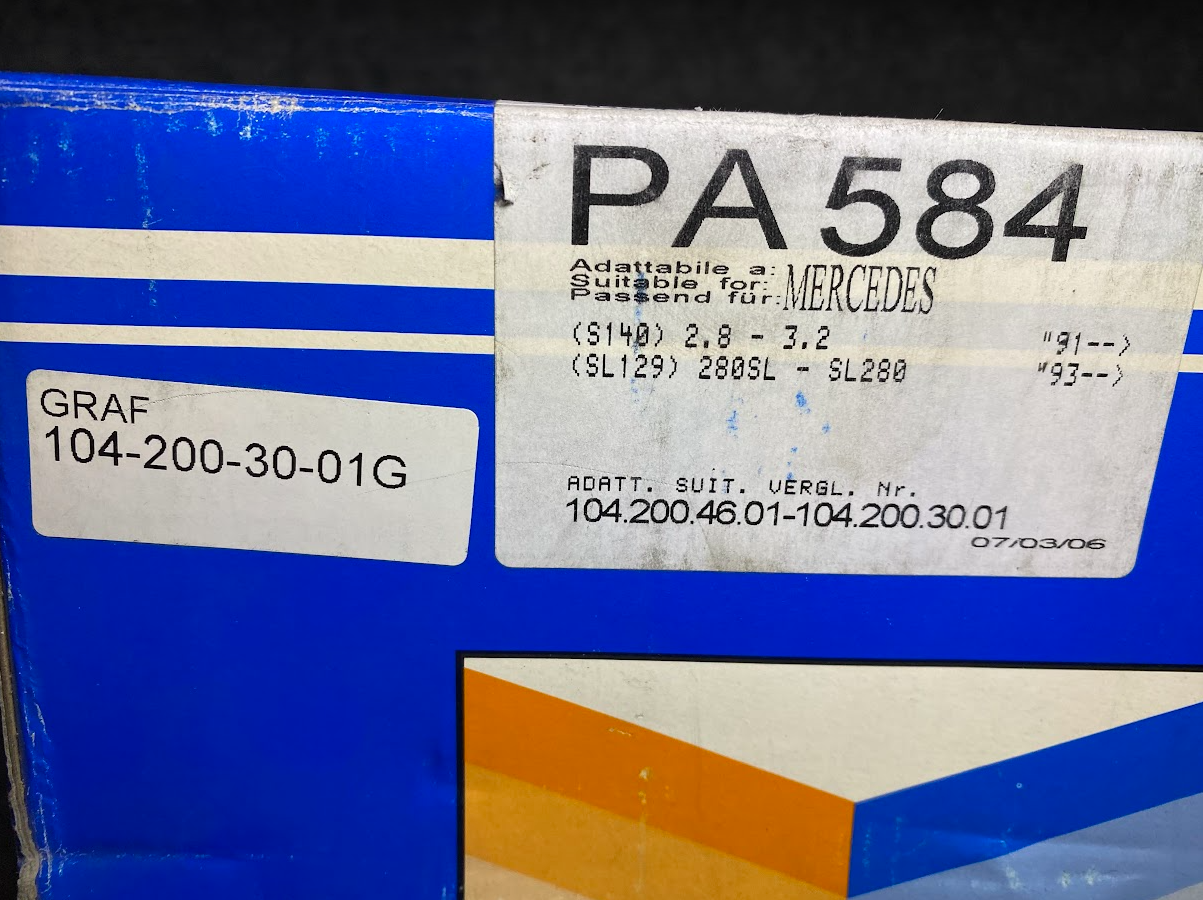 PA 584
Adattabile a:
Suitable for:
Passend für:
MERCEDES
(S140) 2.8 - 3.2 "91-->
(SL129) 280SL - SL280 "93-->
GRAF
104-200-30-01G
ADATT. SUIT. VERGL. Nr.
104.200.46.01-104.200.30.01
07/03/06